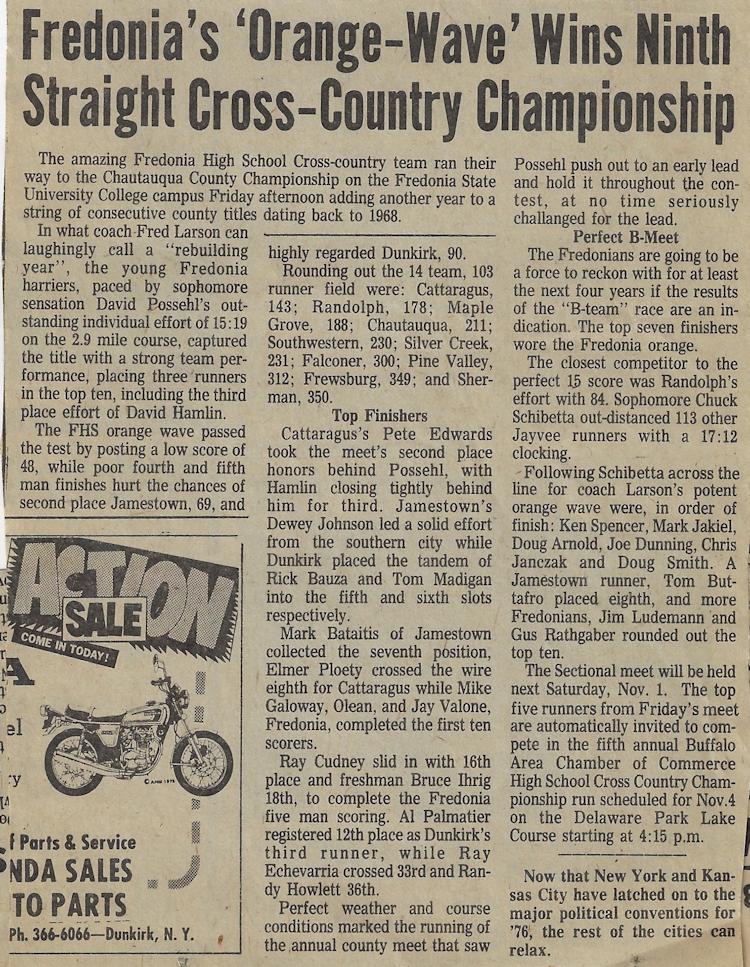 Fredonia's 'Orange-Wave' Wins Ninth
Straight Cross-Country Championship
The amazing Fredonia High School Cross-country team ran their
way to the Chautauqua County Championship on the Fredonia State
University College campus Friday afternoon adding another year to a
string of consecutive county titles dating back to 1968.
In what coach Fred Larson can
laughingly call a "rebuilding
year", the young Fredonia
harriers, paced by sophomore
sensation David Possehl's out-
standing individual effort of 15:19
on the 2.9 mile course, captured
the title with a strong team per-
formance, placing three runners
in the top ten, including the third
place effort of David Hamlin.
The FHS orange wave passed
the test by posting a low score of
48, while poor fourth and fifth
man finishes hurt the chances of
second place Jamestown, 69, and
highly regarded Dunkirk, 90.
Rounding out the 14 team, 103
runner field were: Cattaragus,
143; Randolph, 178; Maple
Grove, 188; Chautauqua, 211;
Southwestern, 230; Silver Creek,
231; Falconer, 300; Pine Valley,
312; Frewsburg, 349; and Sher-
man, 350.
Top Finishers
Cattaragus's Pete Edwards
took the meet's second place
honors behind Possehl, with
Hamlin closing tightly behind
him for third. Jamestown's
Dewey Johnson led a solid effort
from the southern city while
Dunkirk placed the tandem of
Rick Bauza and Tom Madigan
into the fifth and sixth slots
respectively.
Mark Bataitis of Jamestown
collected the seventh position,
Elmer Ploety crossed the wire
eighth for Cattaragus while Mike
Galoway, Olean, and Jay Valone,
Fredonia, completed the first ten
scorers.
Ray Cudney slid in with 16th
place and freshman Bruce Ihrig
18th, to complete the Fredonia
five man scoring. Al Palmatier
registered 12th place as Dunkirk's
third runner, while Ray
Echevarria crossed 33rd and Ran-
dy Howlett 36th.
Perfect weather and course
conditions marked the running of
the annual county meet that saw
Possehl push out to an early lead
and hold it throughout the con-
test, at no time seriously
challanged for the lead.
Perfect B-Meet
The Fredonians are going to be
a force to reckon with for at least
the next four years if the results
of the "B-team" race are an in-
dication. The top seven finishers
wore the Fredonia orange.
The closest competitor to the
perfect 15 score was Randolph's
effort with 84. Sophomore Chuck
Schibetta out-distanced 113 other
Jayvee runners with a 17:12
clocking.
Following Schibetta across the
line for coach Larson's potent
orange wave were, in order of
finish: Ken Spencer, Mark Jakiel,
Doug Arnold, Joe Dunning, Chris
Janczak and Doug Smith. A
Jamestown runner, Tom But-
tafro placed eighth, and more
Fredonians, Jim Ludemann and
Gus Rathgaber rounded out the
top ten.
The Sectional meet will be held
next Saturday, Nov. 1. The top
five runners from Friday's meet
are automatically invited to com-
pete in the fifth annual Buffalo
Area Chamber of Commerce
High School Cross Country Cham-
pionship run scheduled for Nov.4
on the Delaware Park Lake
Course starting at 4:15 p.m.
Now that New York and Kan-
sas City have latched on to the
major political conventions for
'76, the rest of the cities can
relax.
ACTION
SALE
COME IN TODAY!
f Parts & Service
NDA SALES
TO PARTS
Ph. 366-6066—Dunkirk, N. Y.